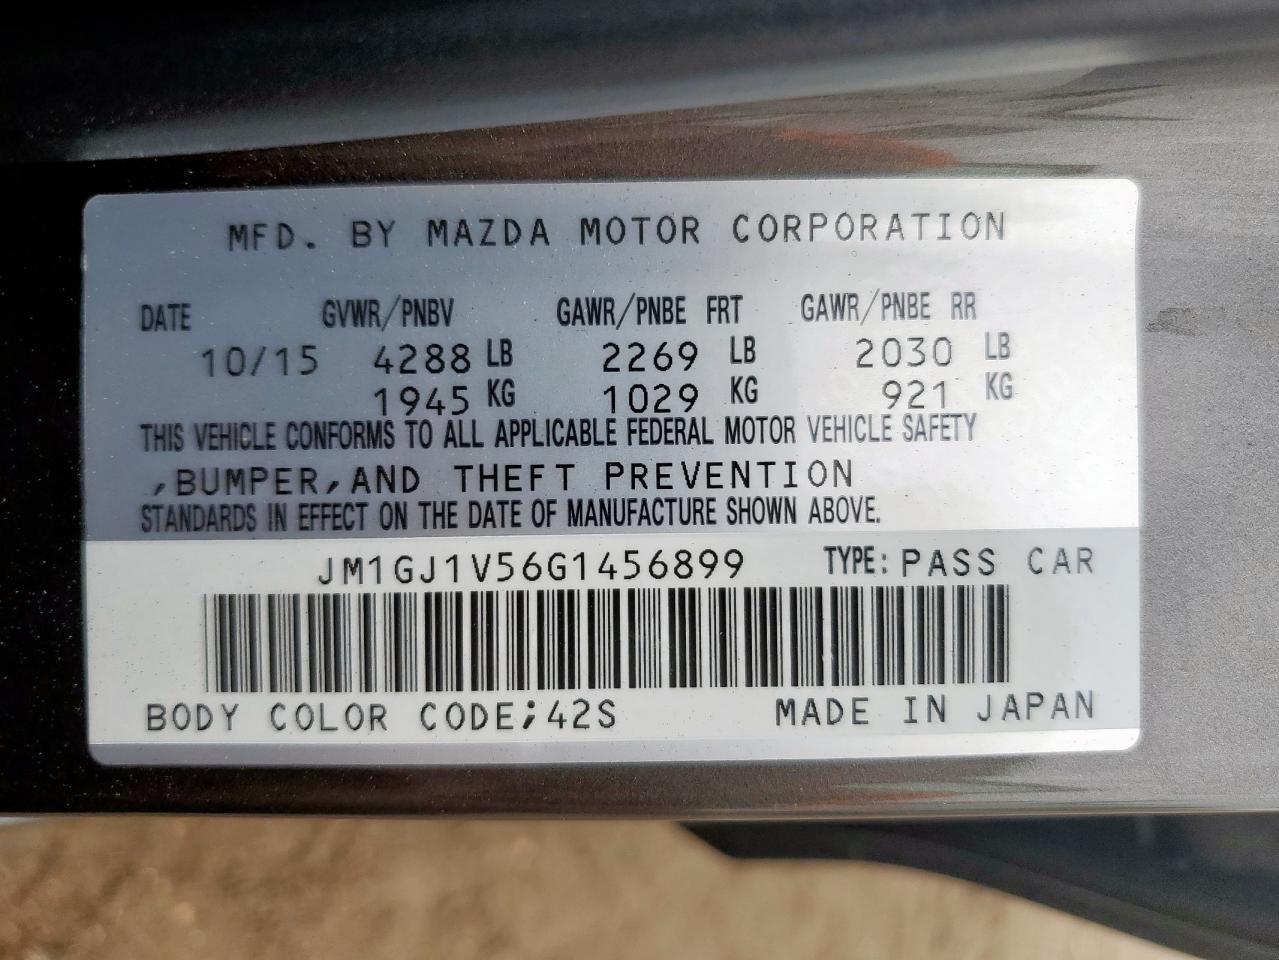 MFD. BY MAZDA MOTOR CORPORATION
DATE GVWR/PNBV GAWR/PNBE FRT GAWR/PNBE RR
10/15 4288 LB 2269 LB 2030 LB
1945 KG 1029 KG 921 KG
THIS VEHICLE CONFORMS TO ALL APPLICABLE FEDERAL MOTOR VEHICLE SAFETY
,BUMPER,AND THEFT PREVENTION
STANDARDS IN EFFECT ON THE DATE OF MANUFACTURE SHOWN ABOVE.
JM1GJ1V56G1456899 TYPE: PASS CAR
BODY COLOR CODE;42S MADE IN JAPAN